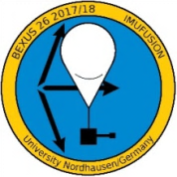 BEXUS 26 2017/18
IMUFUSION
University Nordhausen/Germany